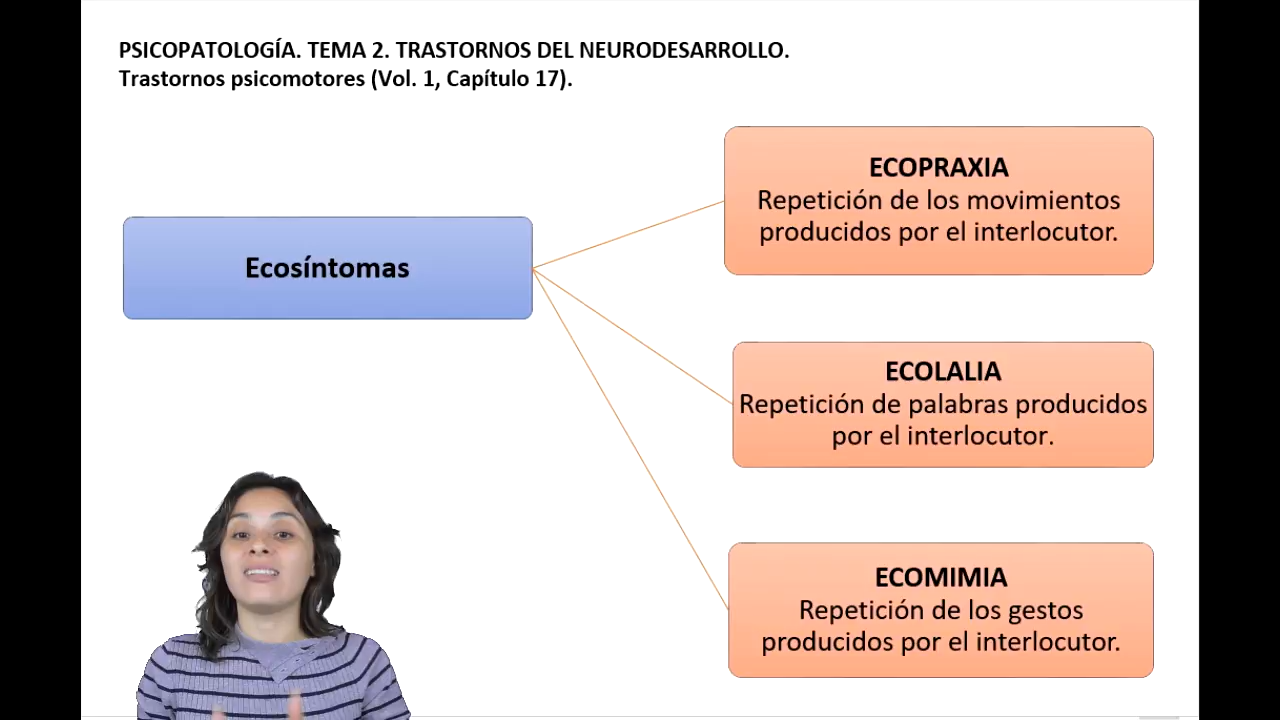 PSICOPATOLOGÍA. TEMA 2. TRASTORNOS DEL NEURODESARROLLO.
Trastornos psicomotores (Vol. 1, Capítulo 17).
Ecosíntomas
ECOPRAXIA
Repetición de los movimientos
producidos por el interlocutor.
ECOLALIA
Repetición de palabras producidos
por el interlocutor.
ECOMIMIA
Repetición de los gestos
producidos por el interlocutor.